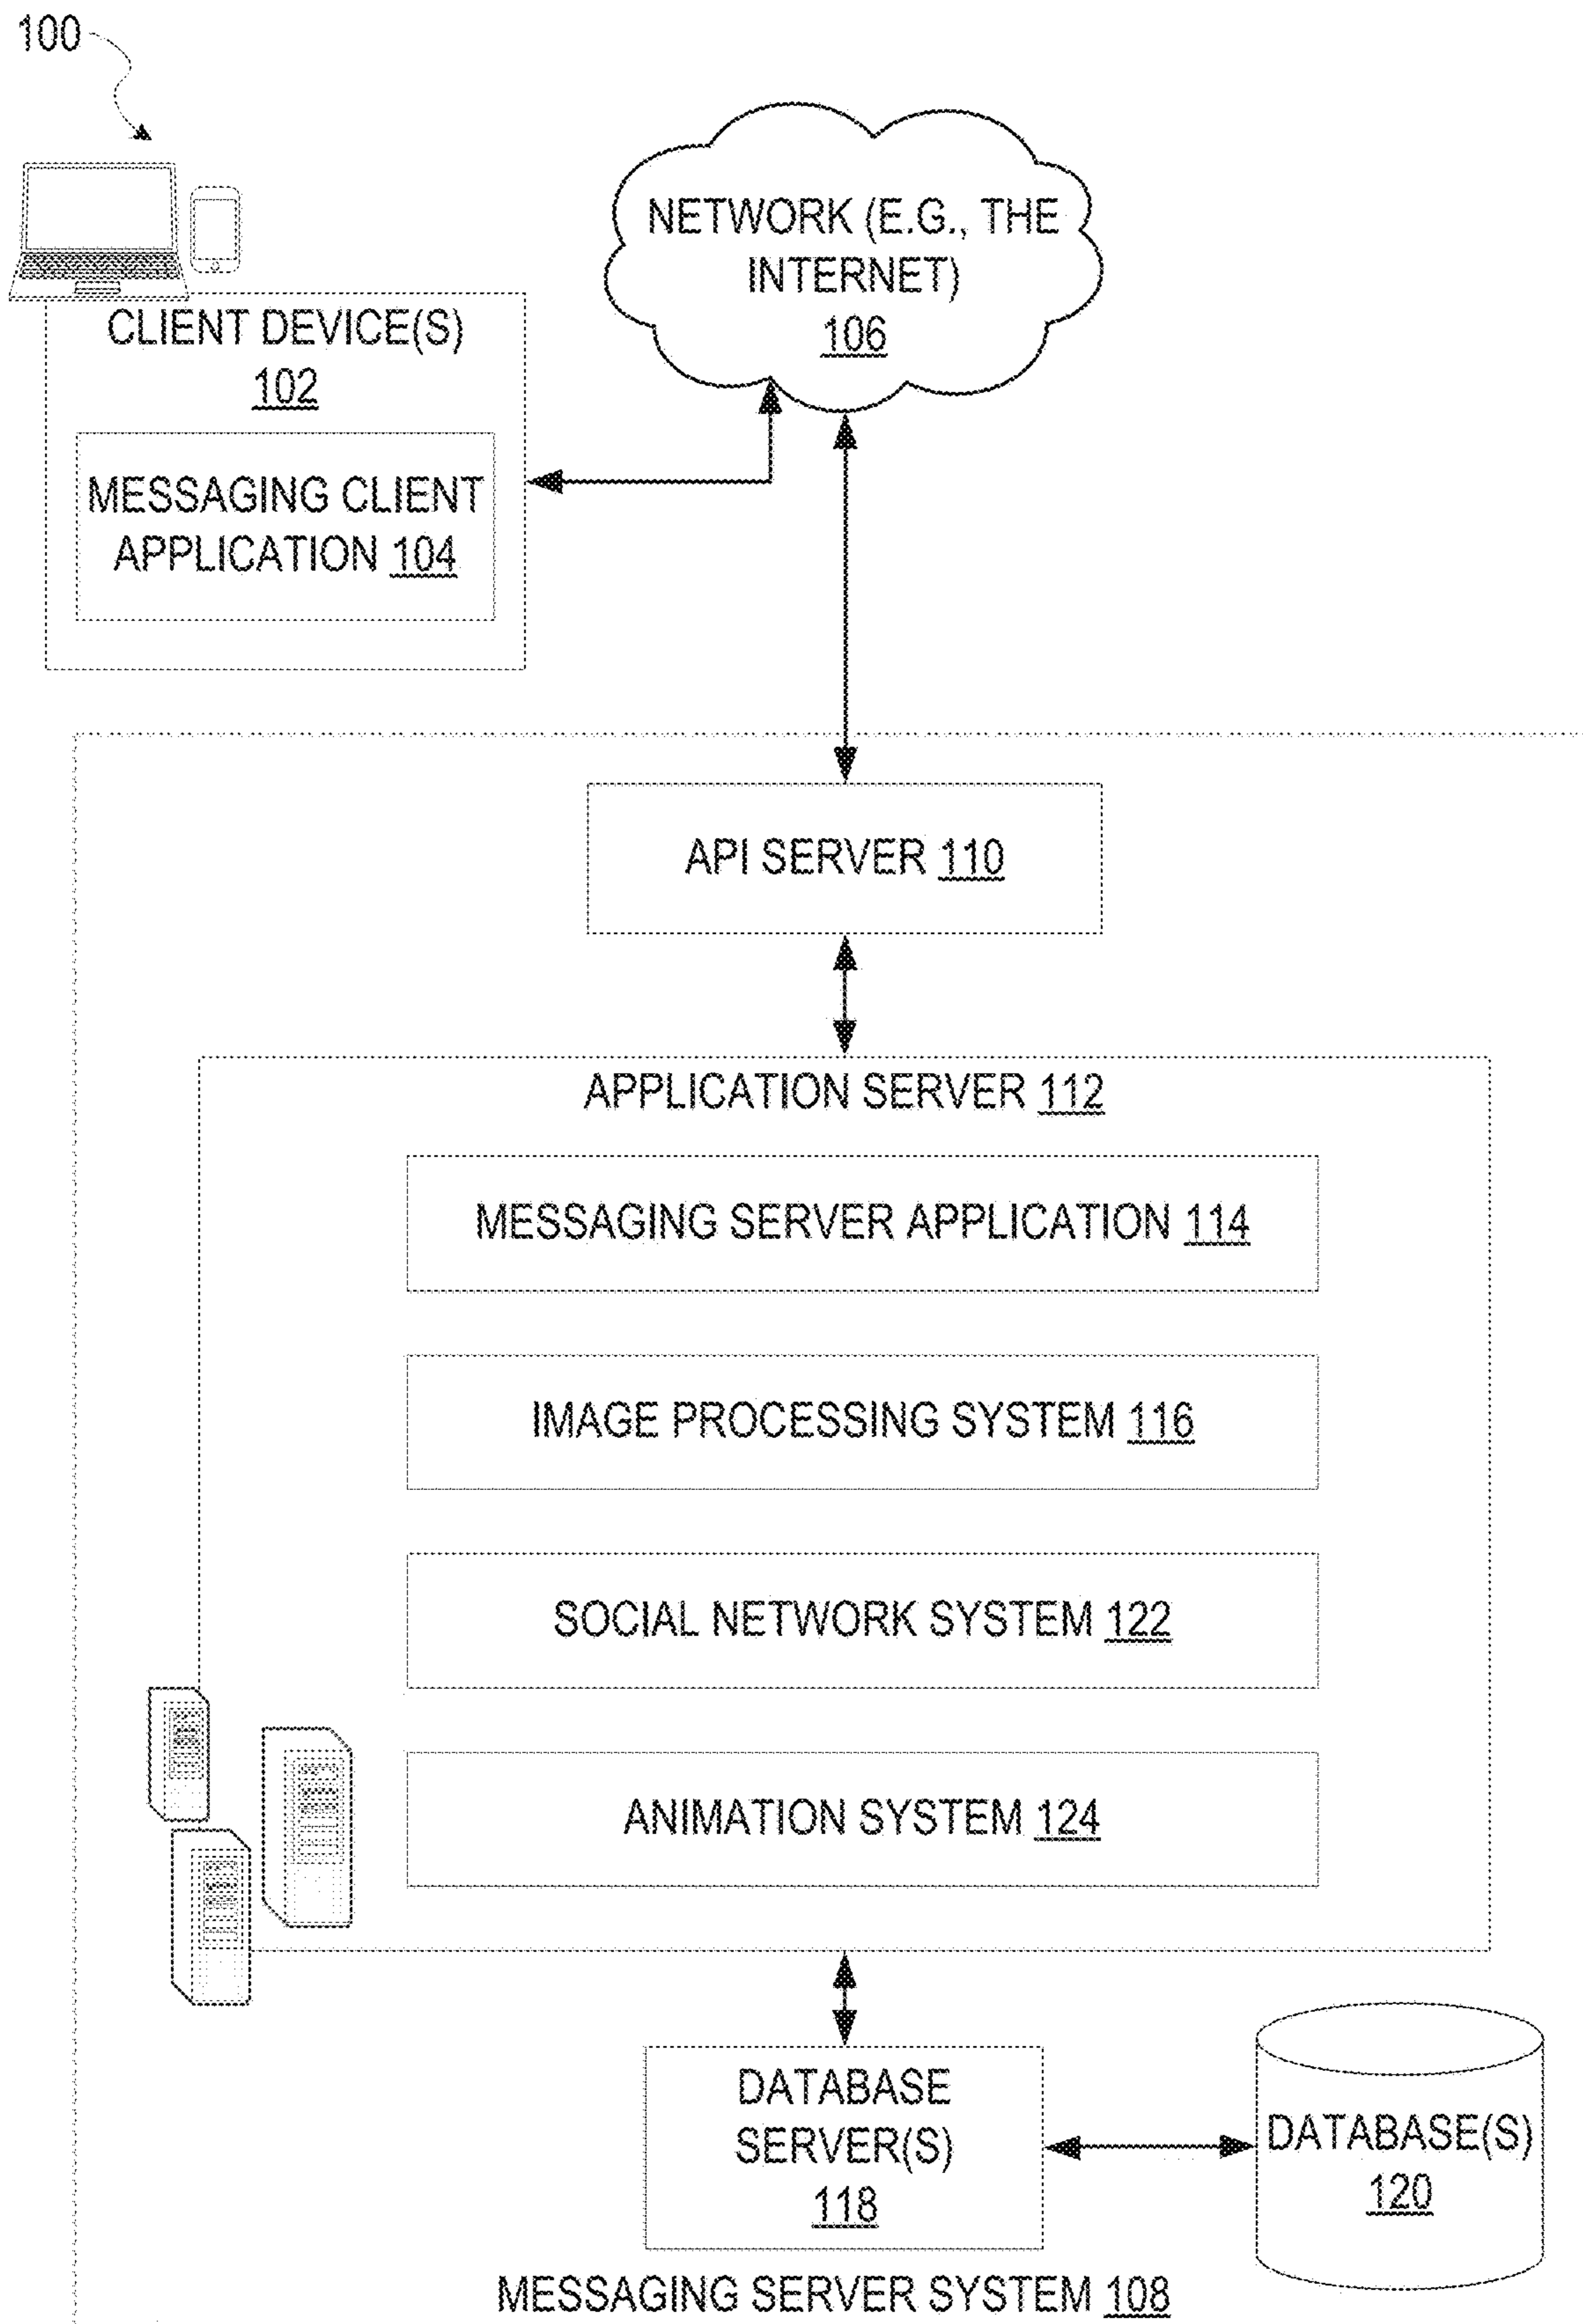 100
NETWORK (E.G., THE
INTERNET)
106
CLIENT DEVICE(S)
102
MESSAGING CLIENT
APPLICATION 104
API SERVER 110
APPLICATION SERVER 112
MESSAGING SERVER APPLICATION 114
IMAGE PROCESSING SYSTEM 116
SOCIAL NETWORK SYSTEM 122
ANIMATION SYSTEM 124
DATABASE
SERVER(S)
118
DATABASE(S)
120
MESSAGING SERVER SYSTEM 108